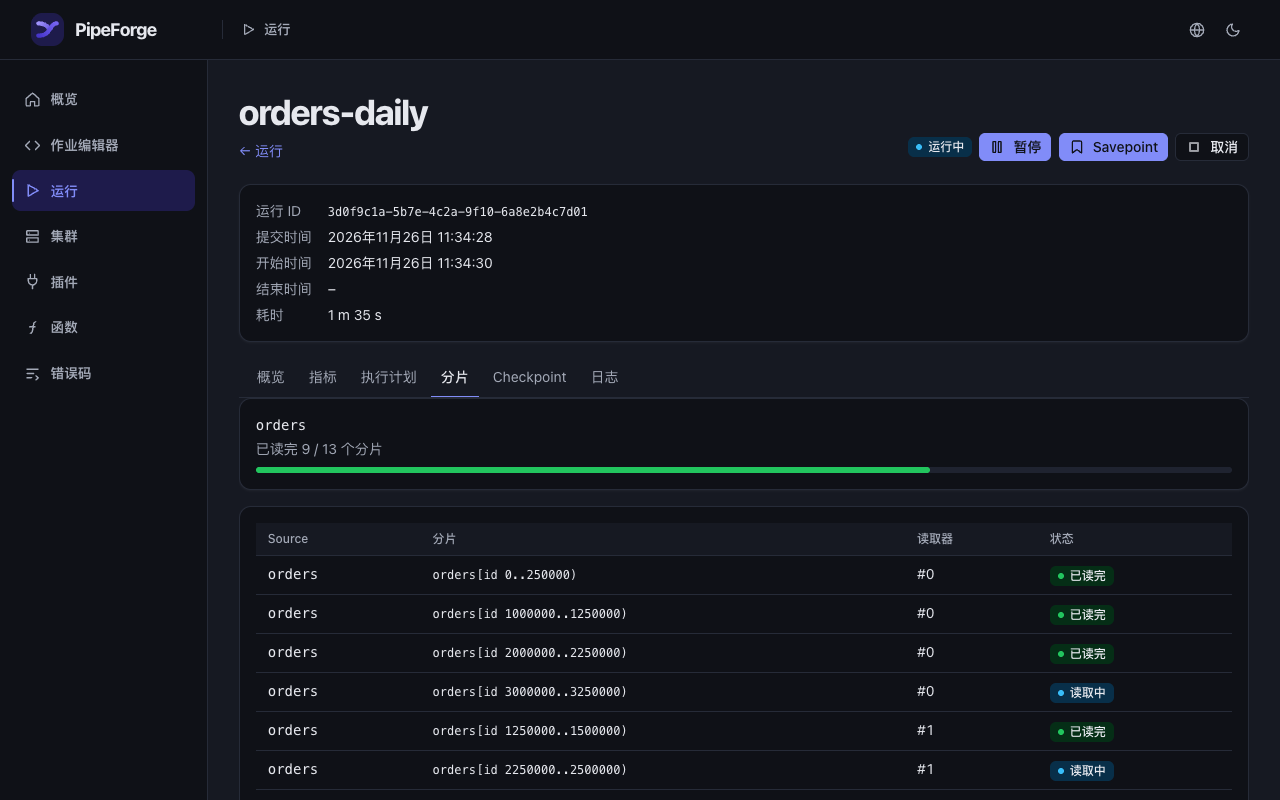 PipeForge
运行
概览
作业编辑器
运行
集群
插件
函数
错误码
orders-daily
← 运行
运行中
暂停
Savepoint
取消
运行 ID 3d0f9c1a-5b7e-4c2a-9f10-6a8e2b4c7d01
提交时间 2026年11月26日 11:34:28
开始时间 2026年11月26日 11:34:30
结束时间 –
耗时 1 m 35 s
概览 指标 执行计划 分片 Checkpoint 日志
orders
已读完 9 / 13 个分片
Source 分片 读取器 状态
orders orders[id 0..250000) #0 已读完
orders orders[id 1000000..1250000) #0 已读完
orders orders[id 2000000..2250000) #0 已读完
orders orders[id 3000000..3250000) #0 读取中
orders orders[id 1250000..1500000) #1 已读完
orders orders[id 2250000..2500000) #1 读取中